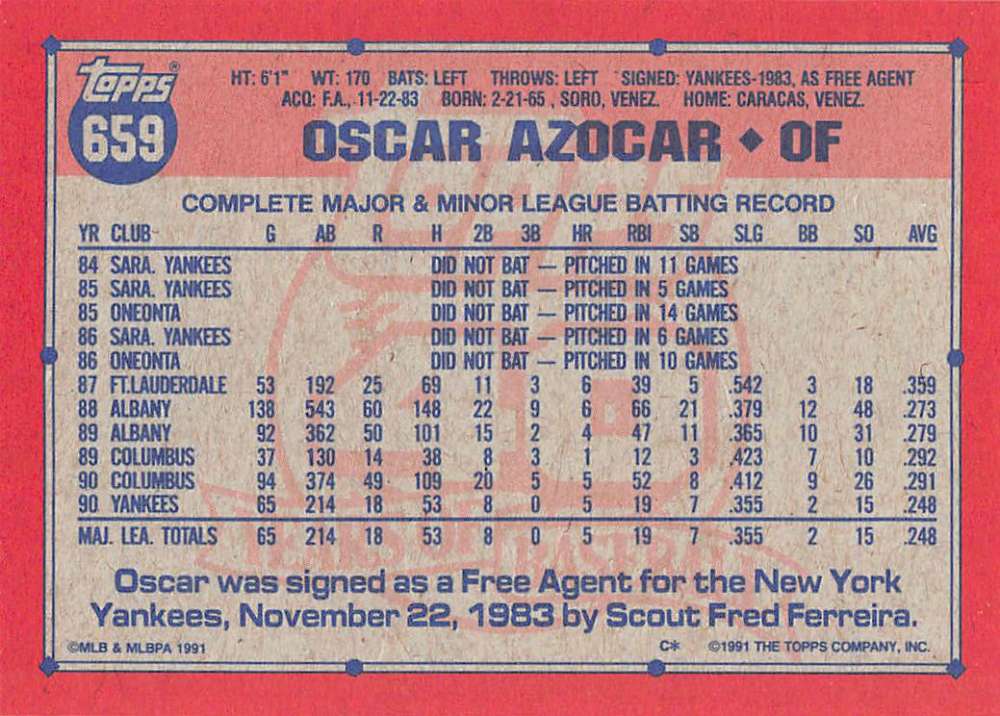 topps®
659
HT: 6'1" WT: 170 BATS: LEFT THROWS: LEFT SIGNED: YANKEES-1983, AS FREE AGENT
ACQ: F.A., 11-22-83 BORN: 2-21-65 , SORO, VENEZ. HOME: CARACAS, VENEZ.
OSCAR AZOCAR ◆ OF
COMPLETE MAJOR & MINOR LEAGUE BATTING RECORD
YR CLUB G AB R H 2B 3B HR RBI SB SLG BB SO AVG
84 SARA. YANKEES DID NOT BAT — PITCHED IN 11 GAMES
85 SARA. YANKEES DID NOT BAT — PITCHED IN 5 GAMES
85 ONEONTA DID NOT BAT — PITCHED IN 14 GAMES
86 SARA. YANKEES DID NOT BAT — PITCHED IN 6 GAMES
86 ONEONTA DID NOT BAT — PITCHED IN 10 GAMES
87 FT.LAUDERDALE 53 192 25 69 11 3 6 39 5 .542 3 18 .359
88 ALBANY 138 543 60 148 22 9 6 66 21 .379 12 48 .273
89 ALBANY 92 362 50 101 15 2 4 47 11 .365 10 31 .279
89 COLUMBUS 37 130 14 38 8 3 1 12 3 .423 7 10 .292
90 COLUMBUS 94 374 49 109 20 5 5 52 8 .412 9 26 .291
90 YANKEES 65 214 18 53 8 0 5 19 7 .355 2 15 .248
MAJ. LEA. TOTALS 65 214 18 53 8 0 5 19 7 .355 2 15 .248
Oscar was signed as a Free Agent for the New York
Yankees, November 22, 1983 by Scout Fred Ferreira.
©MLB & MLBPA 1991 C* ©1991 THE TOPPS COMPANY, INC.
topps
40
YEARS OF BASEBALL